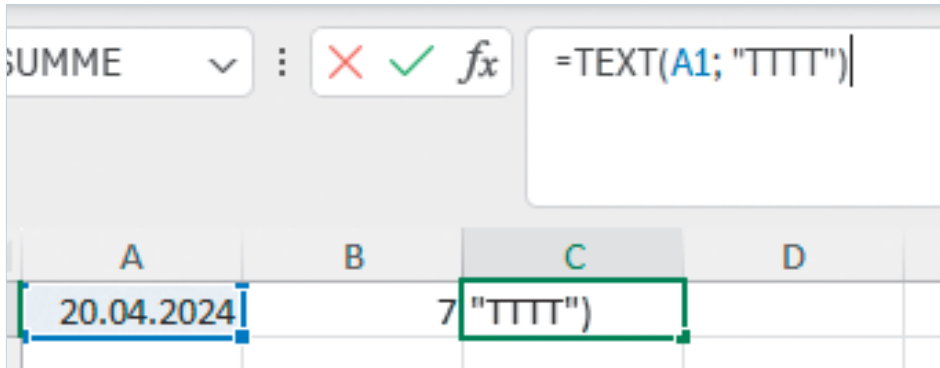 SUMME
fx
=TEXT(A1; "TTTT")
A B C D
20.04.2024 7 "TTTT")